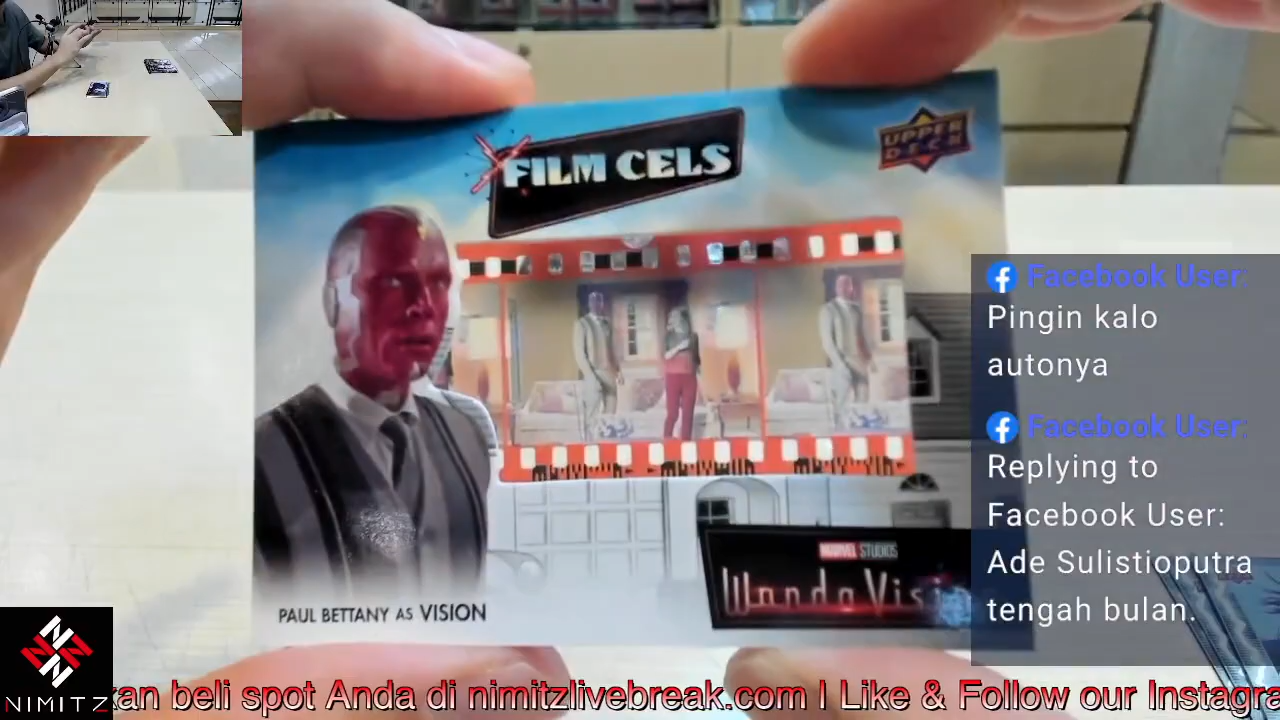 FILM CELS
UPPER
DECK
PAUL BETTANY AS VISION
MARVEL STUDIOS
Facebook User:
Pingin kalo
autonya
Facebook User:
Replying to
Facebook User:
Ade Sulistioputra
tengah bulan.
NIMITZ
kan beli spot Anda di nimitzlivebreak.com | Like & Follow our Instagra